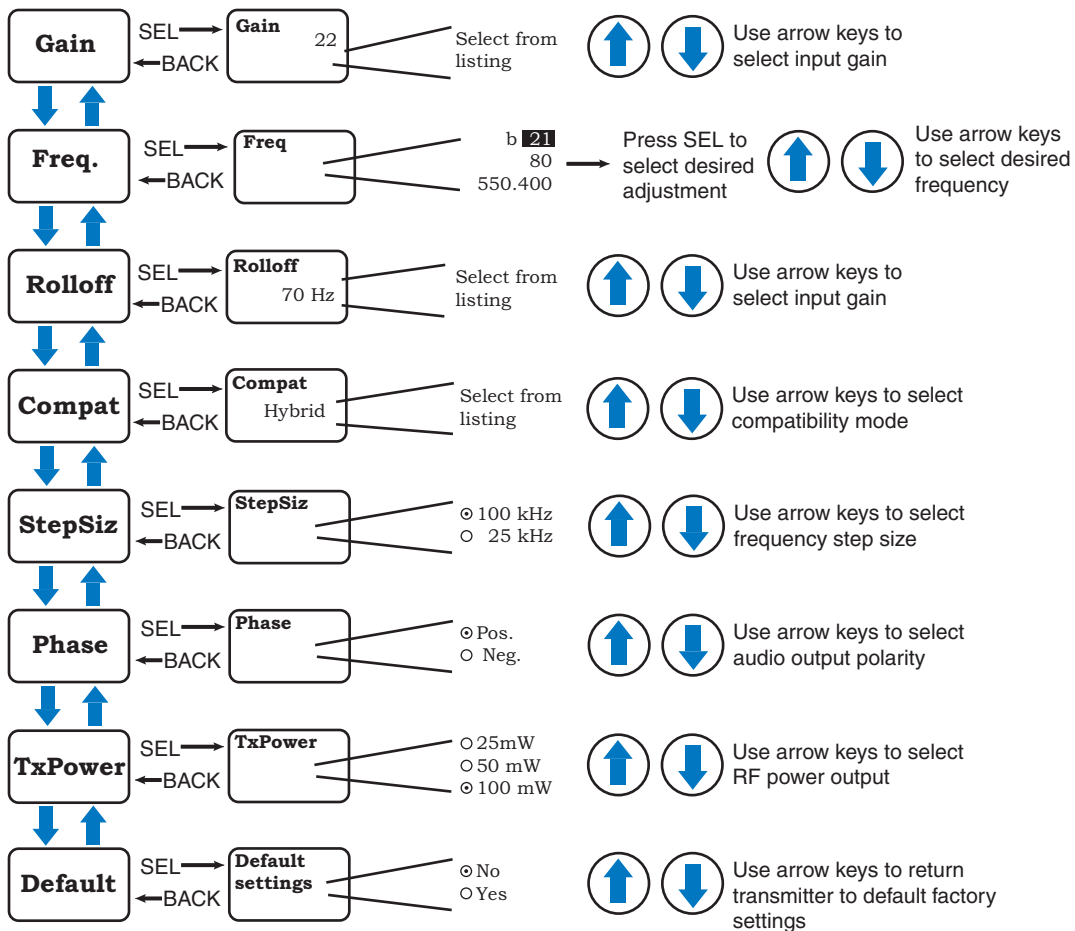 Gain
SEL
BACK
Gain
22
Select from
listing
Use arrow keys to
select input gain
Freq.
SEL
BACK
Freq
b 21
80
550.400
Press SEL to
select desired
adjustment
Use arrow keys
to select desired
frequency
Rolloff
SEL
BACK
Rolloff
70 Hz
Select from
listing
Use arrow keys to
select input gain
Compat
SEL
BACK
Compat
Hybrid
Select from
listing
Use arrow keys to select
compatibility mode
StepSiz
SEL
BACK
StepSiz
100 kHz
25 kHz
Use arrow keys to select
frequency step size
Phase
SEL
BACK
Phase
Pos.
Neg.
Use arrow keys to select
audio output polarity
TxPower
SEL
BACK
TxPower
25mW
50 mW
100 mW
Use arrow keys to select
RF power output
Default
SEL
BACK
Default
settings
No
Yes
Use arrow keys to return
transmitter to default factory
settings